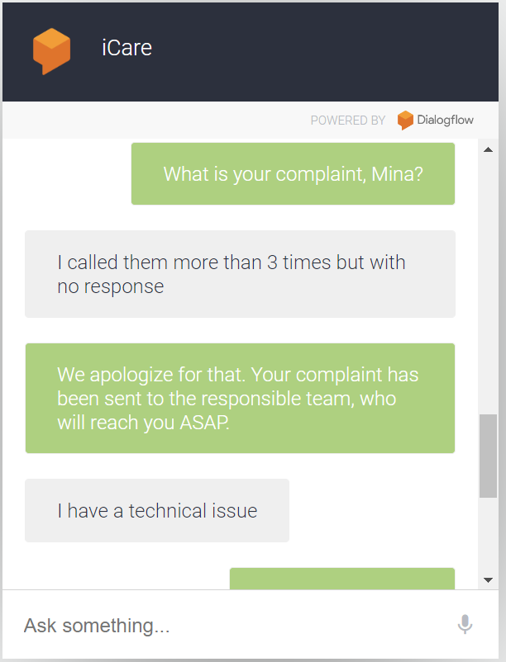 iCare
POWERED BY Dialogflow
What is your complaint, Mina?
I called them more than 3 times but with
no response
We apologize for that. Your complaint has
been sent to the responsible team, who
will reach you ASAP.
I have a technical issue
Ask something...